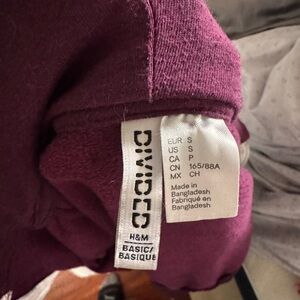 DIVIDED
H&M
BASIC/
BASIQUE
EUR S
US S
CA P
CN 165/88A
MX CH
Made in
Bangladesh
Fabriqué en
Bangladesh